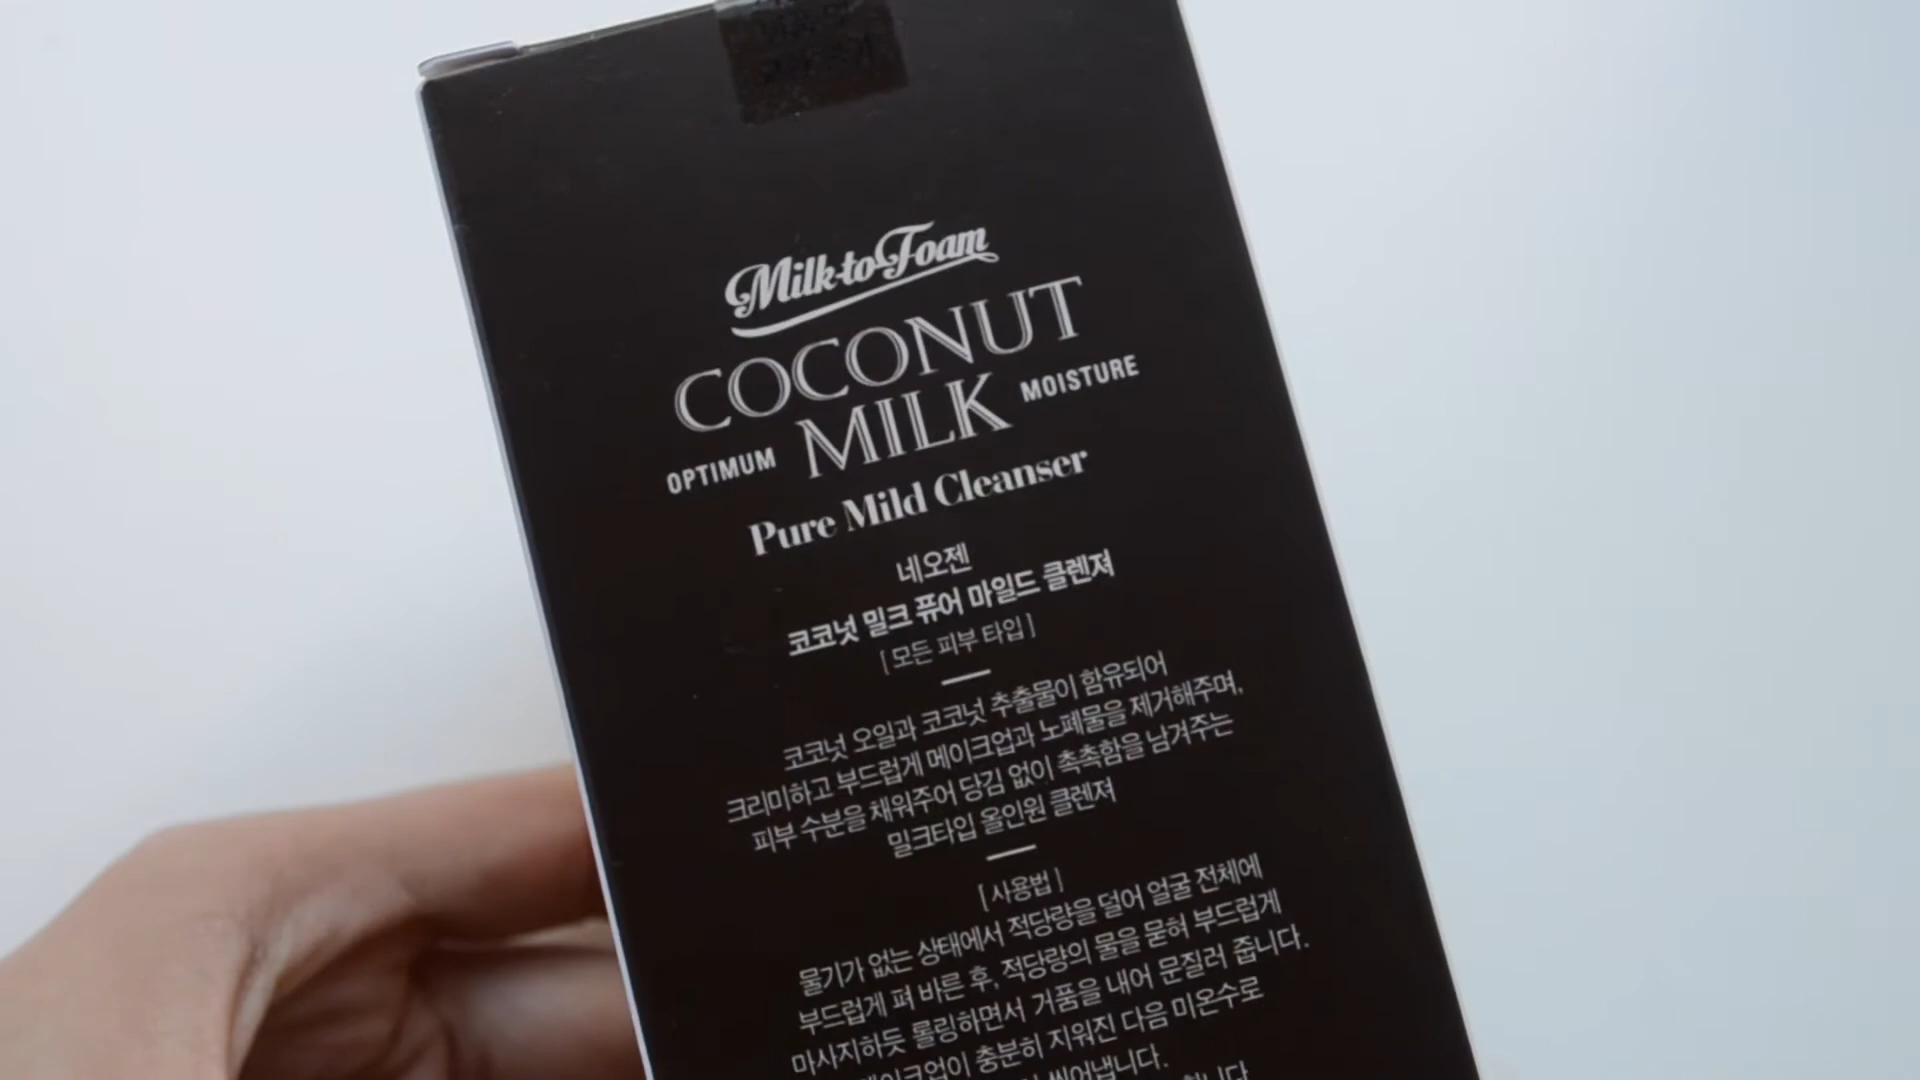 Milk to Foam
COCONUT
OPTIMUM MILK MOISTURE
Pure Mild Cleanser
네오젠
코코넛 밀크 퓨어 마일드 클렌져
[ 모든 피부 타입 ]
코코넛 오일과 코코넛 추출물이 함유되어
크리미하고 부드럽게 메이크업과 노폐물을 제거해주며,
피부 수분을 채워주어 당김 없이 촉촉함을 남겨주는
밀크타입 올인원 클렌져
[ 사용법 ]
물기가 없는 상태에서 적당량을 덜어 얼굴 전체에
부드럽게 펴 바른 후, 적당량의 물을 묻혀 부드럽게
마사지하듯 롤링하면서 거품을 내어 문질러 줍니다.
충분히 지워진 다음 미온수로
씻어냅니다.